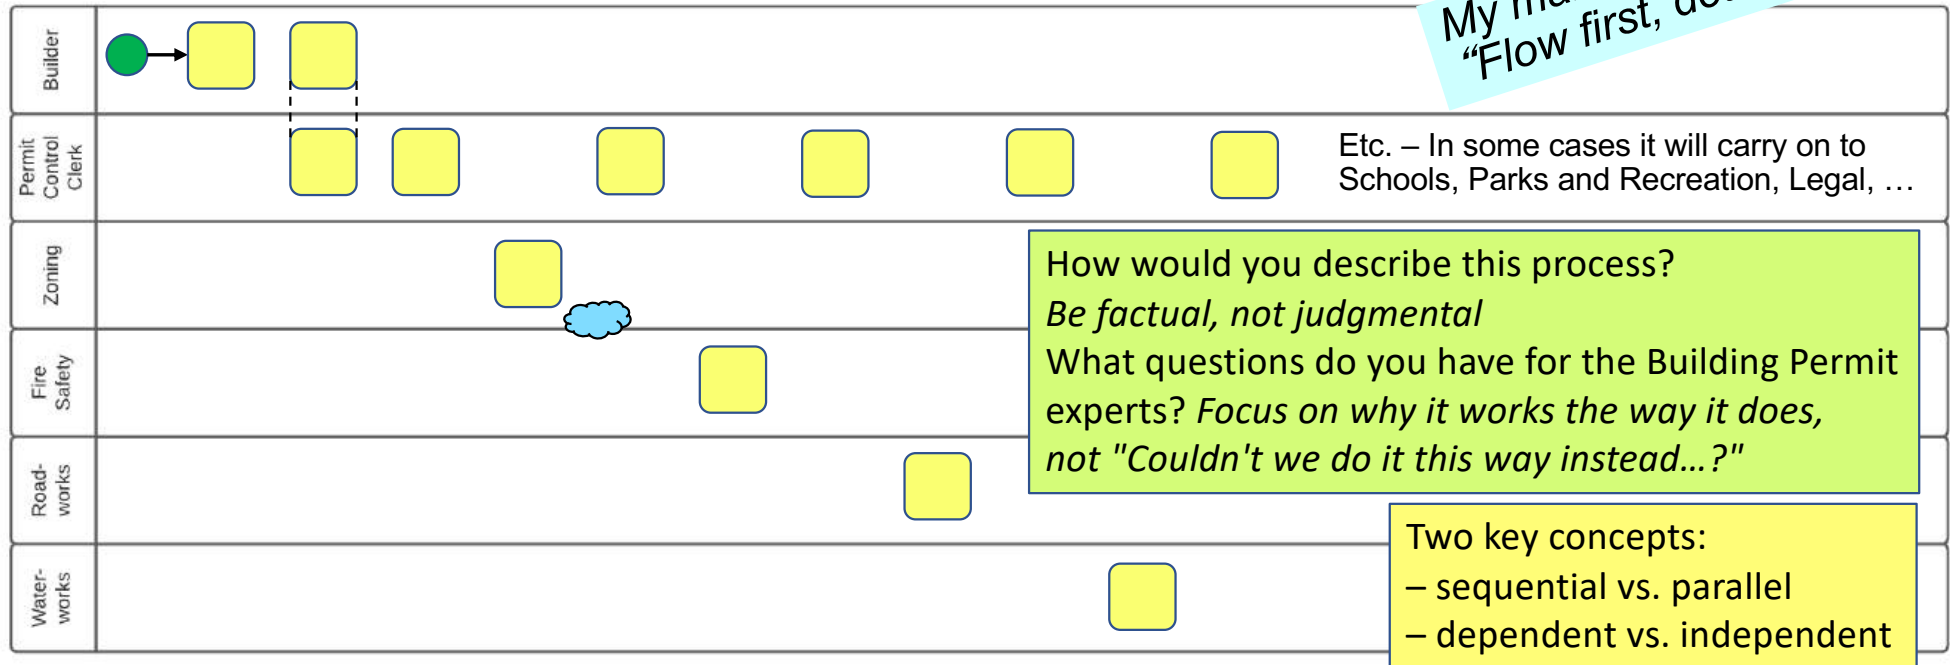 My
“Flow first,
Builder
Permit
Control
Clerk
Etc. – In some cases it will carry on to
Schools, Parks and Recreation, Legal, …
Zoning
How would you describe this process?
Be factual, not judgmental
What questions do you have for the Building Permit
experts? Focus on why it works the way it does,
not "Couldn't we do it this way instead…?"
Fire
Safety
Road-
works
Two key concepts:
– sequential vs. parallel
– dependent vs. independent
Water-
works